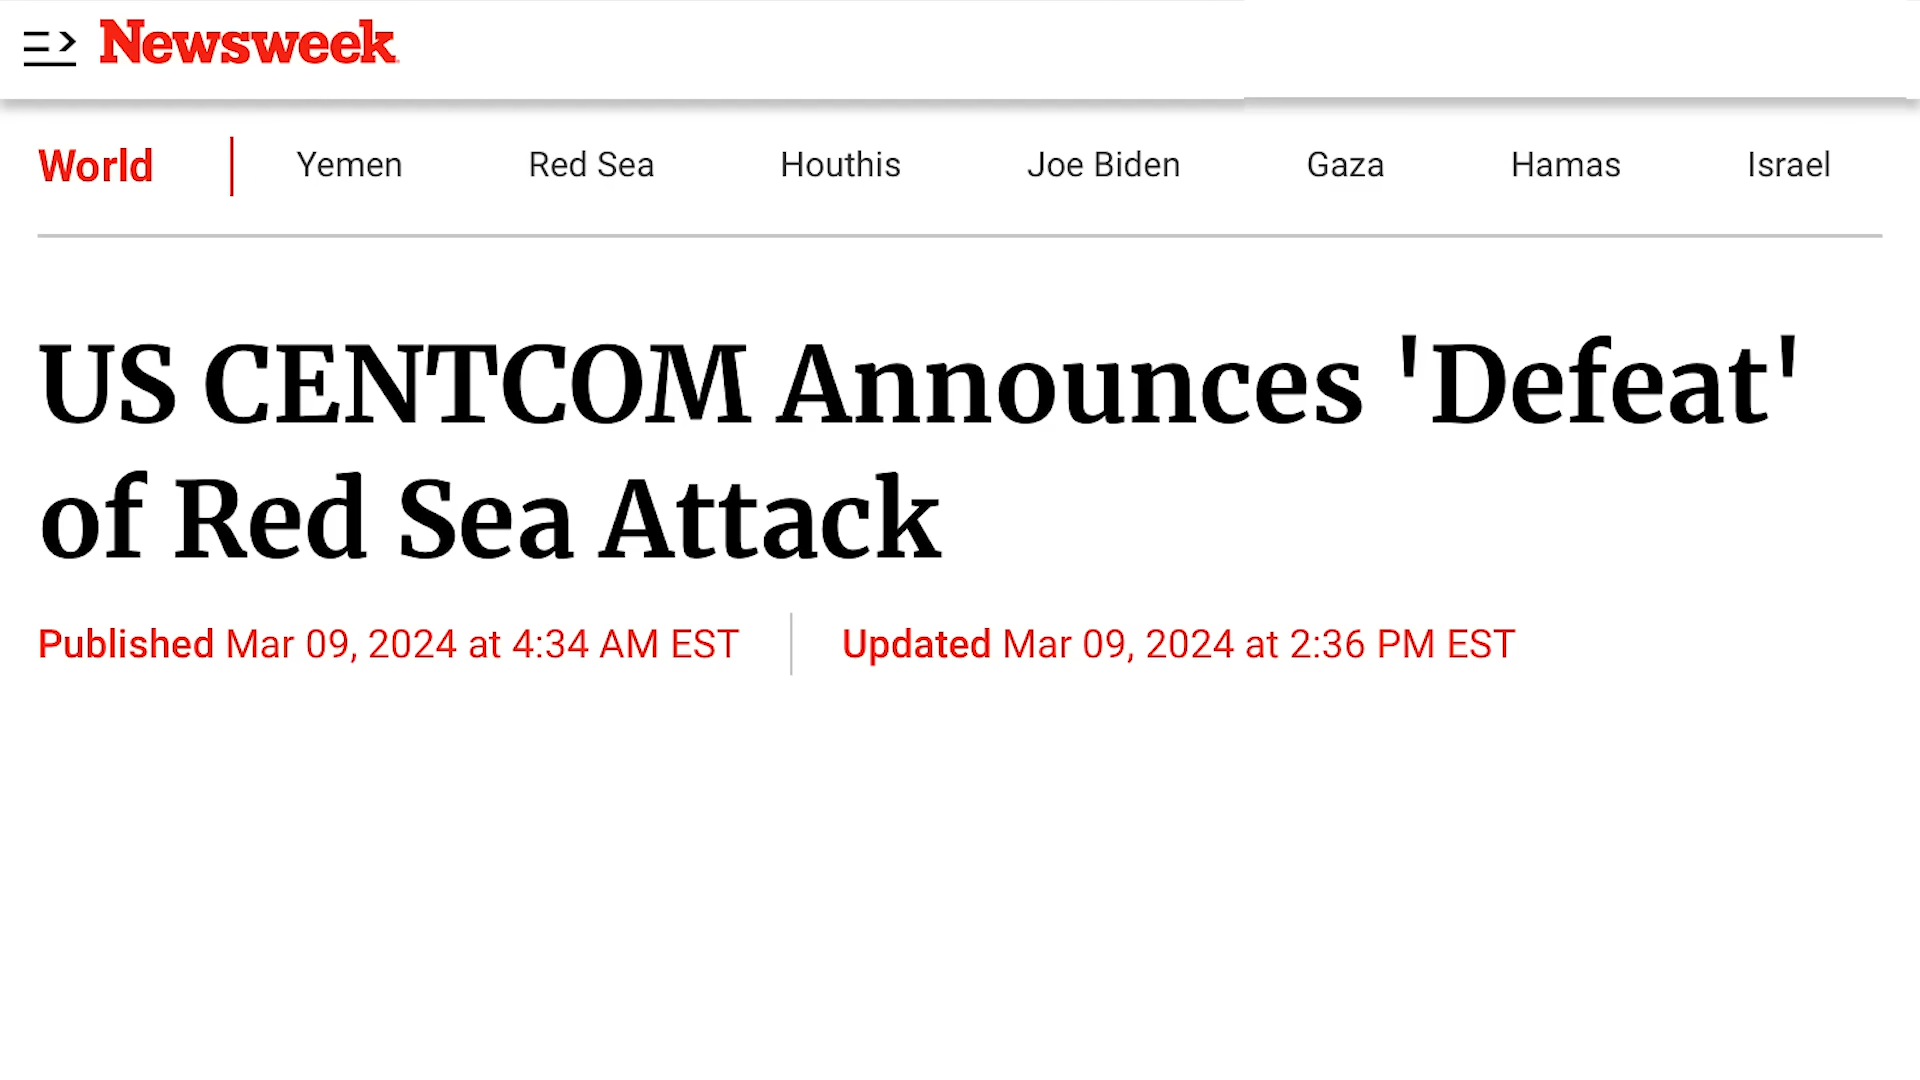 Newsweek
World Yemen Red Sea Houthis Joe Biden Gaza Hamas Israel
US CENTCOM Announces 'Defeat'
of Red Sea Attack
Published Mar 09, 2024 at 4:34 AM EST Updated Mar 09, 2024 at 2:36 PM EST